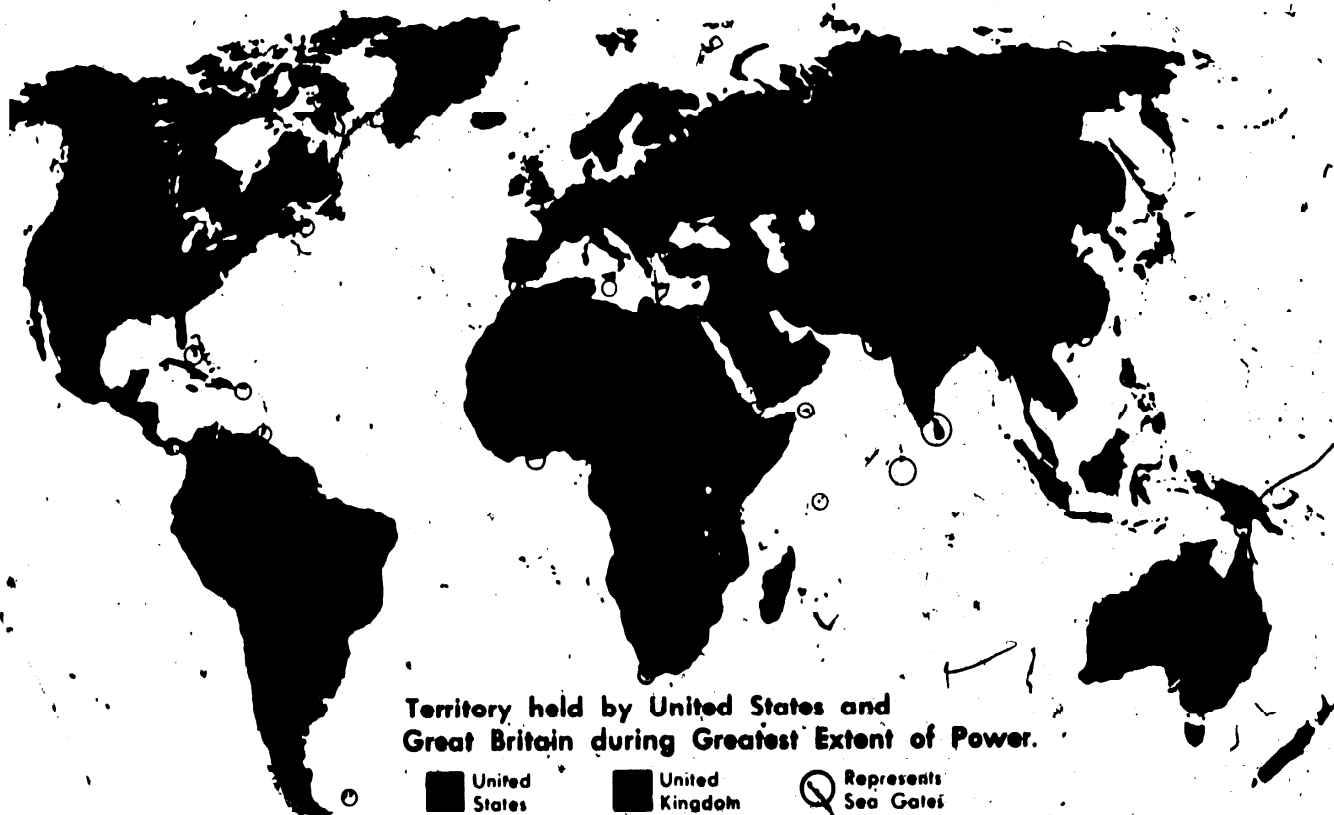 Territory held by United States and
Great Britain during Greatest Extent of Power.
United
States
United
Kingdom
Represents
Sea Gates